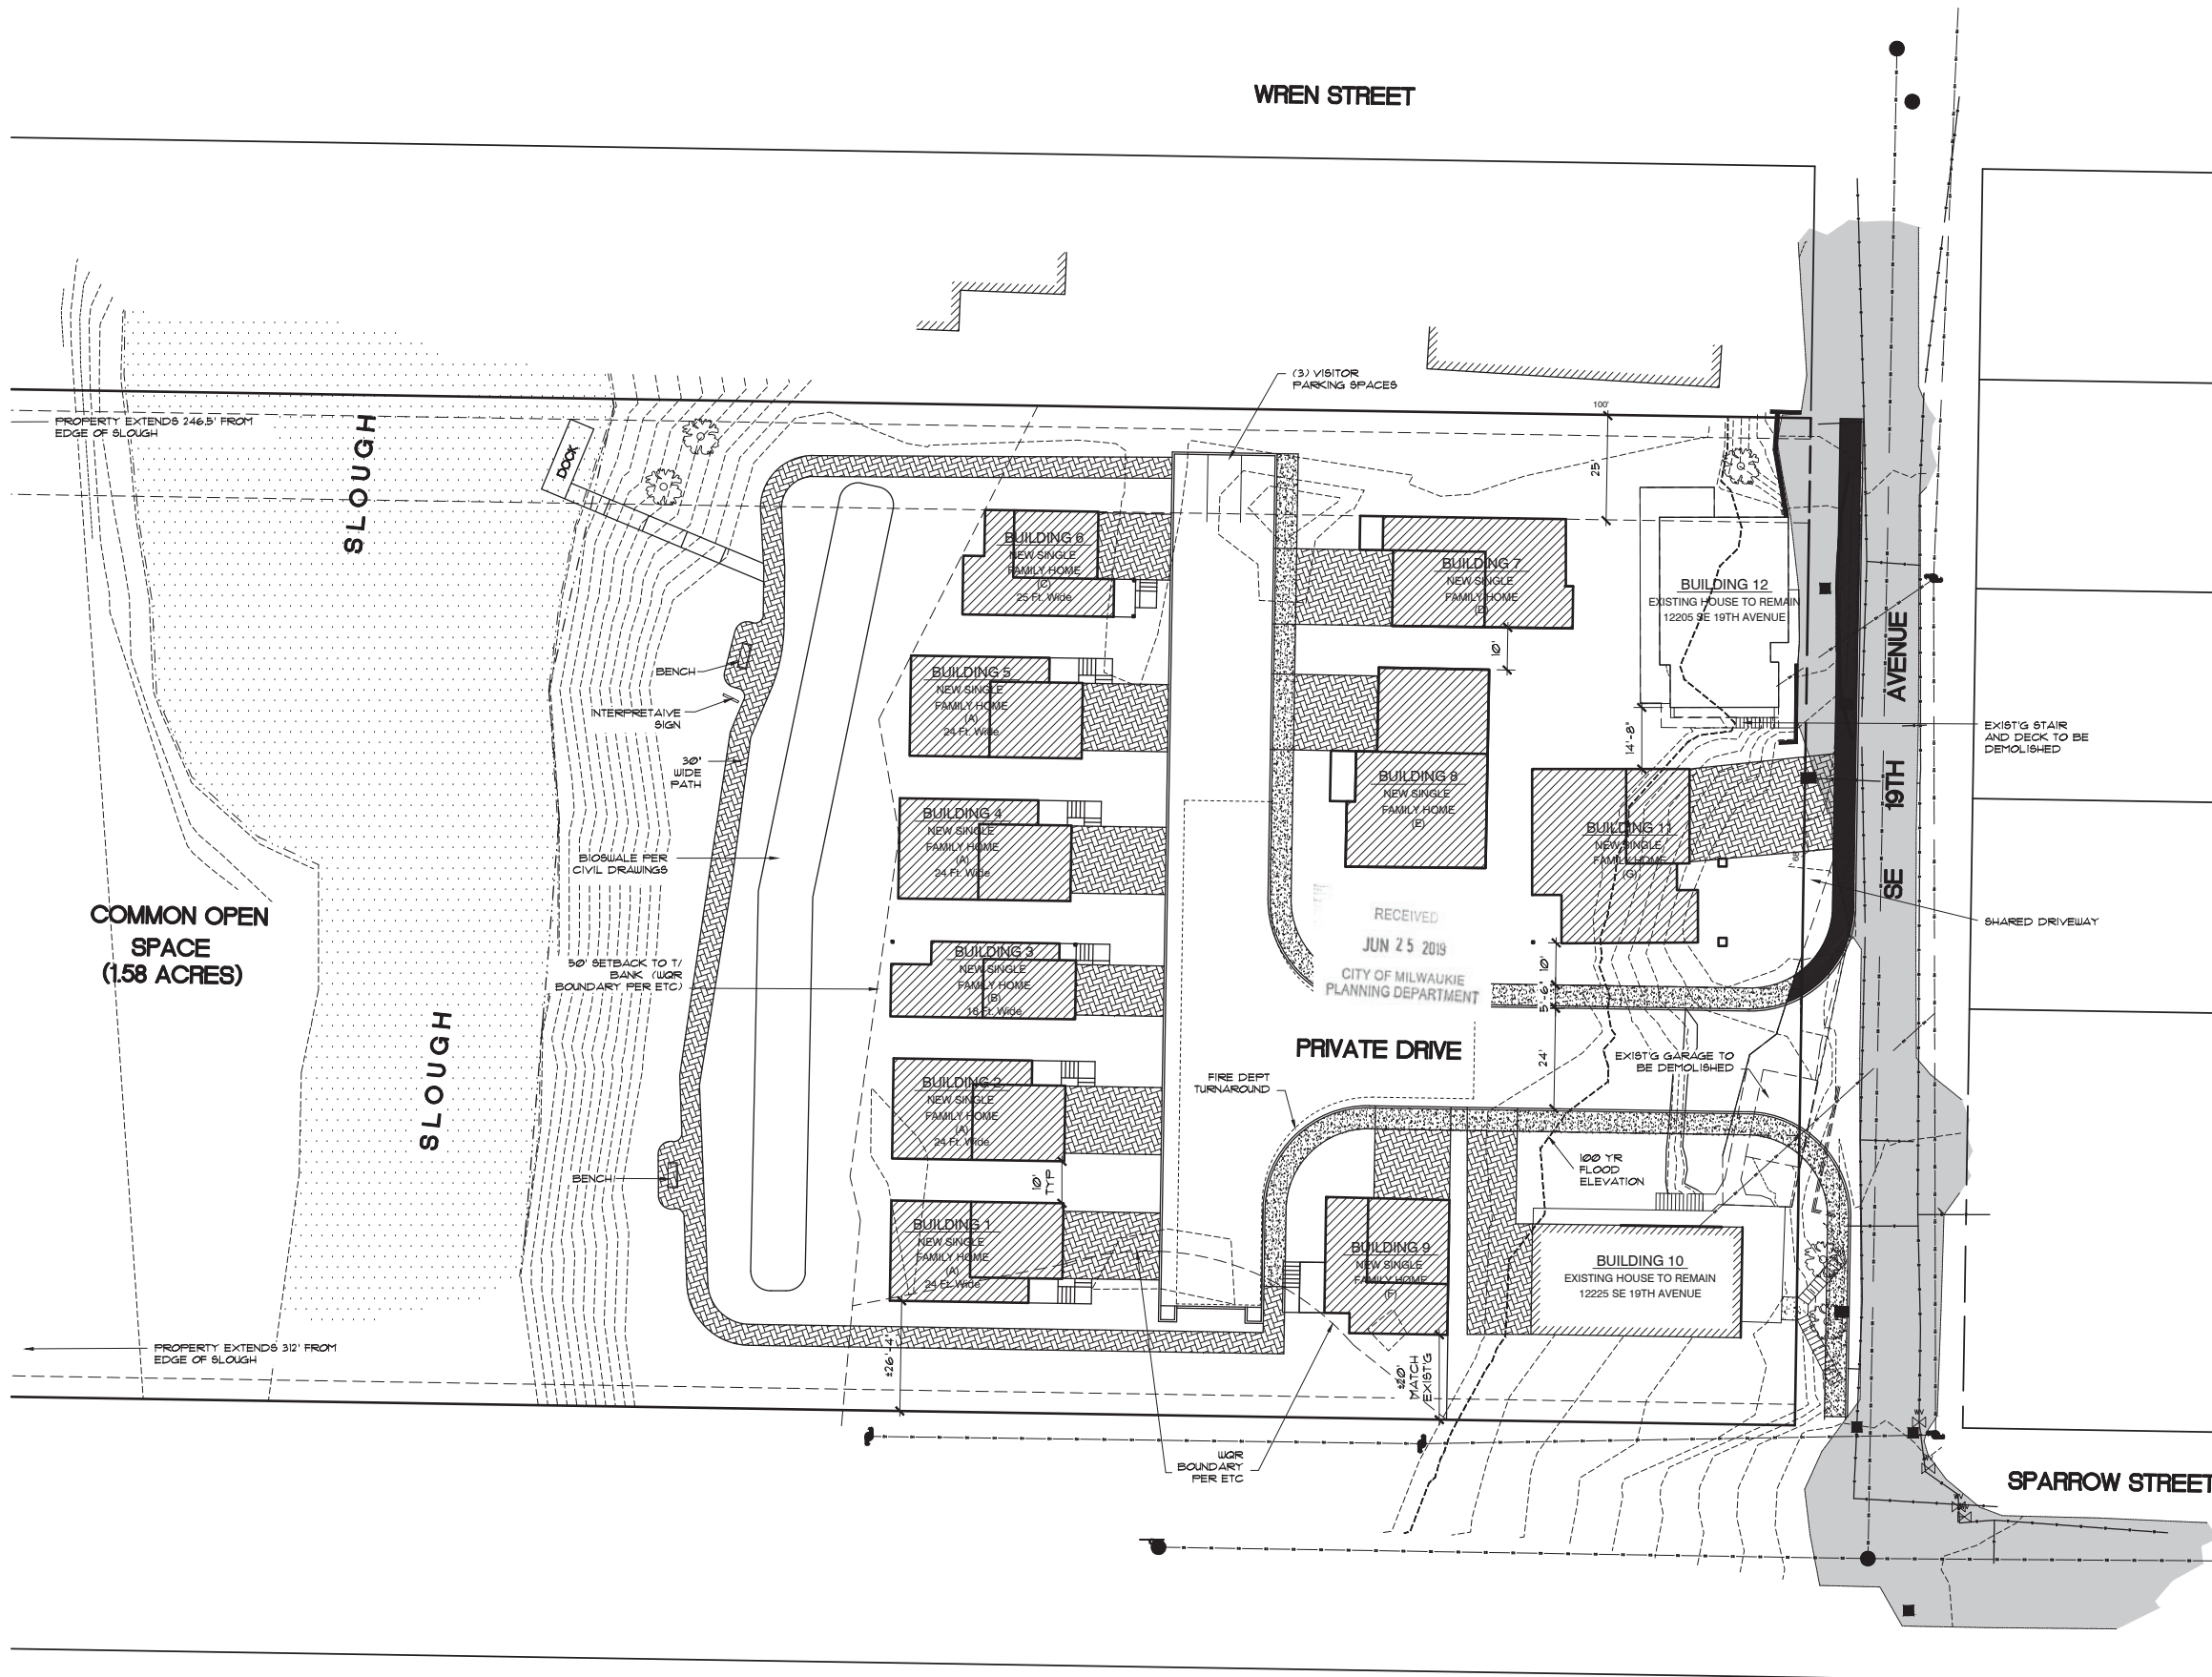 WREN STREET
(3) VISITOR
PARKING SPACES
100'
25'
PROPERTY EXTENDS 246.5' FROM
EDGE OF SLOUGH
SLOUGH
DOCK
BUILDING 6
NEW SINGLE
FAMILY HOME
(C)
25 Ft. Wide
BUILDING 7
NEW SINGLE
FAMILY HOME
(D)
10'
BUILDING 12
EXISTING HOUSE TO REMAIN
12205 SE 19TH AVENUE
SE 19TH AVENUE
BENCH
INTERPRETAIVE
SIGN
BUILDING 5
NEW SINGLE
FAMILY HOME
(A)
24 Ft. Wide
30'
WIDE
PATH
14'-8"
EXIST'G STAIR
AND DECK TO BE
DEMOLISHED
BUILDING 8
NEW SINGLE
FAMILY HOME
(E)
BUILDING 4
NEW SINGLE
FAMILY HOME
(A)
24 Ft. Wide
BUILDING 11
NEW SINGLE
FAMILY HOME
(G)
BIOSWALE PER
CIVIL DRAWINGS
COMMON OPEN
SPACE
(1.58 ACRES)
SHARED DRIVEWAY
RECEIVED
JUN 25 2019
CITY OF MILWAUKIE
PLANNING DEPARTMENT
50' SETBACK TO T/
BANK (WQR
BOUNDARY PER ETC)
BUILDING 3
NEW SINGLE
FAMILY HOME
(B)
18 Ft. Wide
10'
5'-6"
24'
SLOUGH
PRIVATE DRIVE
EXIST'G GARAGE TO
BE DEMOLISHED
FIRE DEPT
TURNAROUND
BUILDING 2
NEW SINGLE
FAMILY HOME
(A)
24 Ft. Wide
100 YR
FLOOD
ELEVATION
BENCH
10'
TYP
BUILDING 1
NEW SINGLE
FAMILY HOME
(A)
24 Ft. Wide
BUILDING 9
NEW SINGLE
FAMILY HOME
(F)
BUILDING 10
EXISTING HOUSE TO REMAIN
12225 SE 19TH AVENUE
PROPERTY EXTENDS 312' FROM
EDGE OF SLOUGH
±26'-4"
±20'
MATCH
EXIST'G
WQR
BOUNDARY
PER ETC
SPARROW STREET